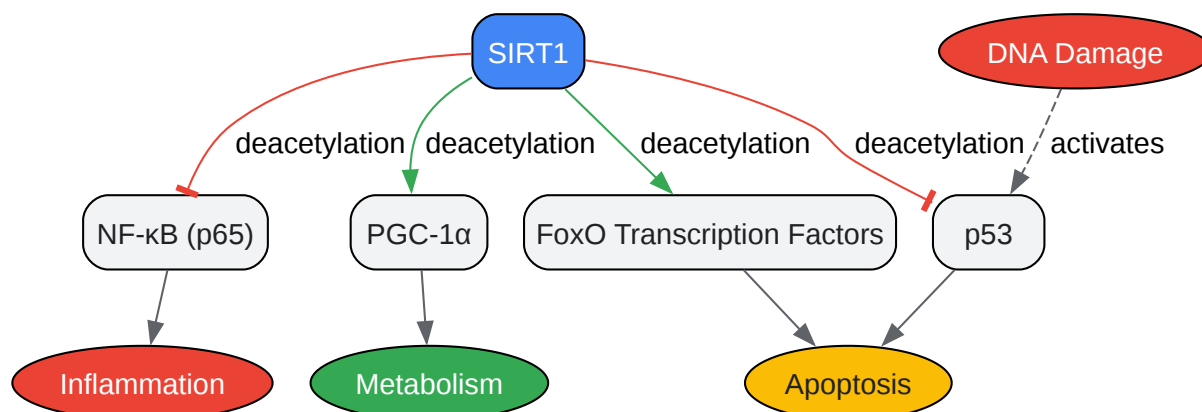 SIRT1
DNA Damage
deacetylation
deacetylation
deacetylation
deacetylation
activates
NF-κB (p65)
PGC-1α
FoxO Transcription Factors
p53
Inflammation
Metabolism
Apoptosis